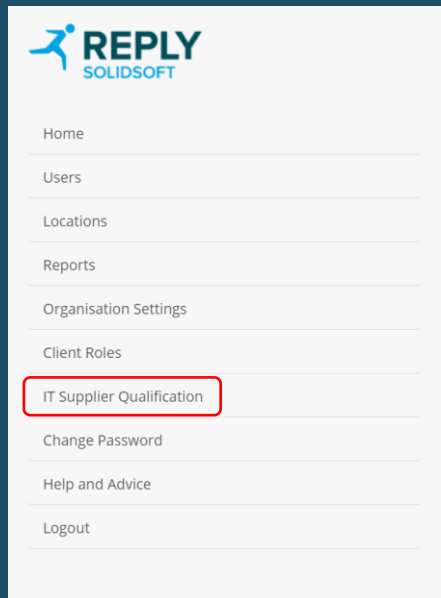 REPLY
SOLIDSOFT
Home
Users
Locations
Reports
Organisation Settings
Client Roles
IT Supplier Qualification
Change Password
Help and Advice
Logout